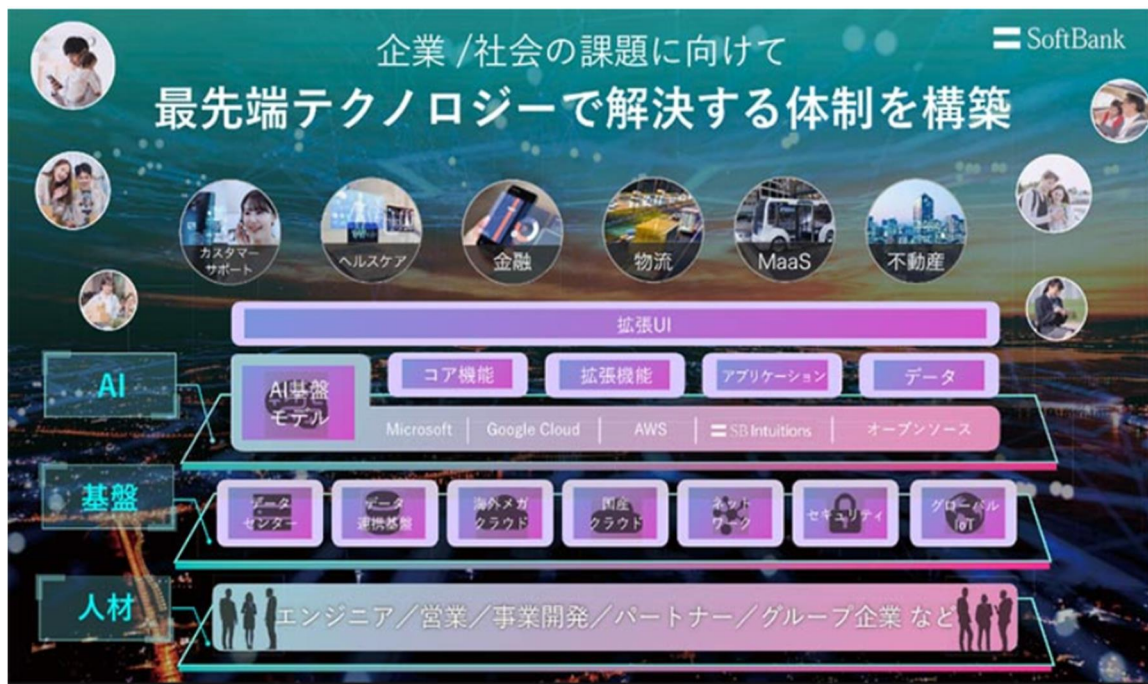 企業 /社会の課題に向けて
SoftBank
最先端テクノロジーで解決する体制を構築
カスタマー
サポート
ヘルスケア
金融
物流
MaaS
不動産
拡張UI
AI
AI基盤
モデル
コア機能
拡張機能
アプリケーション
データ
Microsoft
Google Cloud
AWS
SB Intuitions
オープンソース
基盤
データ
センター
データ
連携基盤
海外メガ
クラウド
国産
クラウド
ネット
ワーク
セキュリティ
グローバル
IoT
人材
エンジニア／営業／事業開発／パートナー／グループ企業 など